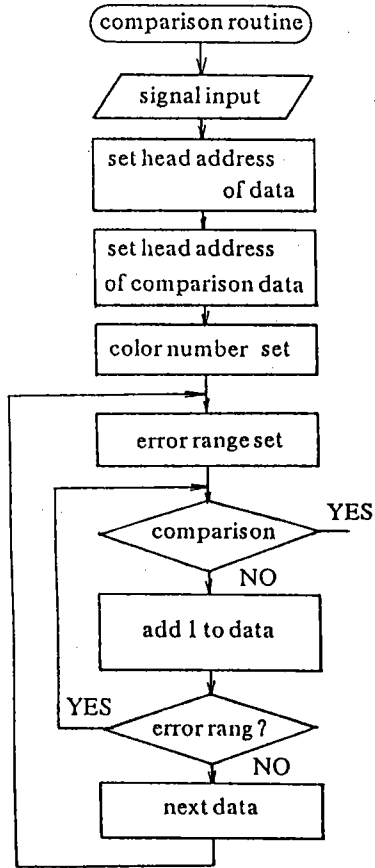 comparison routine
signal input
set head address
of data
set head address
of comparison data
color number set
error range set
comparison
YES
NO
add 1 to data
YES
error rang?
NO
next data